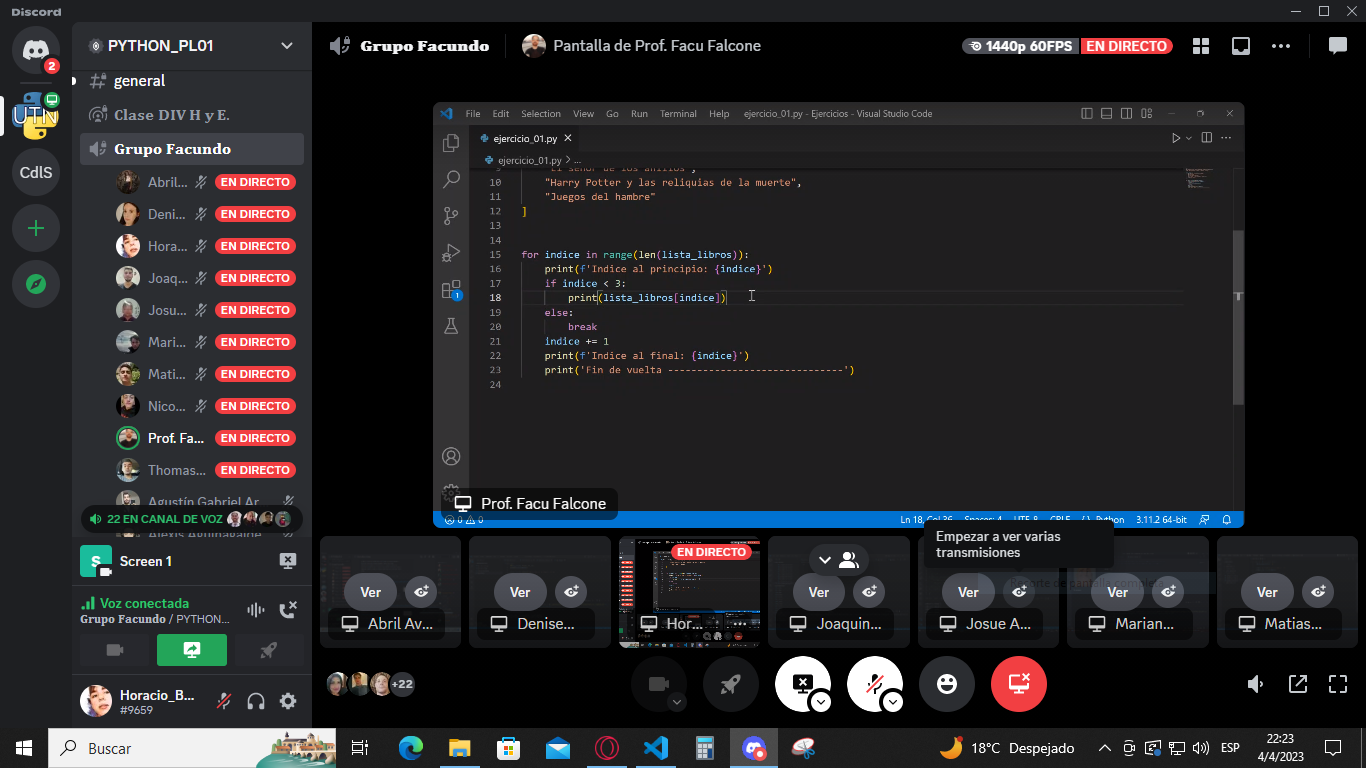 Discord
PYTHON_PL01
Grupo Facundo
Pantalla de Prof. Facu Falcone
1440p 60FPS
EN DIRECTO
2
general
Clase DIV H y E.
Grupo Facundo
UTN
CdlS
Abril... EN DIRECTO
Deni... EN DIRECTO
Hora... EN DIRECTO
Joaq... EN DIRECTO
Josu... EN DIRECTO
Mari... EN DIRECTO
Mati... EN DIRECTO
Nico... EN DIRECTO
Prof. Fa... EN DIRECTO
Thomas... EN DIRECTO
Agustín Gabriel Ar
22 EN CANAL DE VOZ
S
Screen 1
Voz conectada
Grupo Facundo / PYTHON...
Horacio_B...
#9659
File Edit Selection View Go Run Terminal Help ejercicio_01.py - Ejercicios - Visual Studio Code
ejercicio_01.py
ejercicio_01.py > ...
9 "El señor de los anillos",
10 "Harry Potter y las reliquias de la muerte",
11 "Juegos del hambre"
12 ]
13
14
15 for indice in range(len(lista_libros)):
16 print(f'Indice al principio: {indice}')
17 if indice < 3:
18 print(lista_libros[indice])
19 else:
20 break
21 indice += 1
22 print(f'Indice al final: {indice}')
23 print('Fin de vuelta ------------------------------')
24
1
Prof. Facu Falcone
0 0
Ln 18, Col 36 Spaces: 4 UTF-8 CRLF Python 3.11.2 64-bit
Empezar a ver varias
transmisiones
Recorte de pantalla completa
EN DIRECTO
Ver
Abril Av...
Ver
Denise...
Hor...
Ver
Joaquin...
Ver
Josue A...
Ver
Marian...
Ver
Matias...
+22
Buscar
18°C Despejado
ESP
22:23
4/4/2023